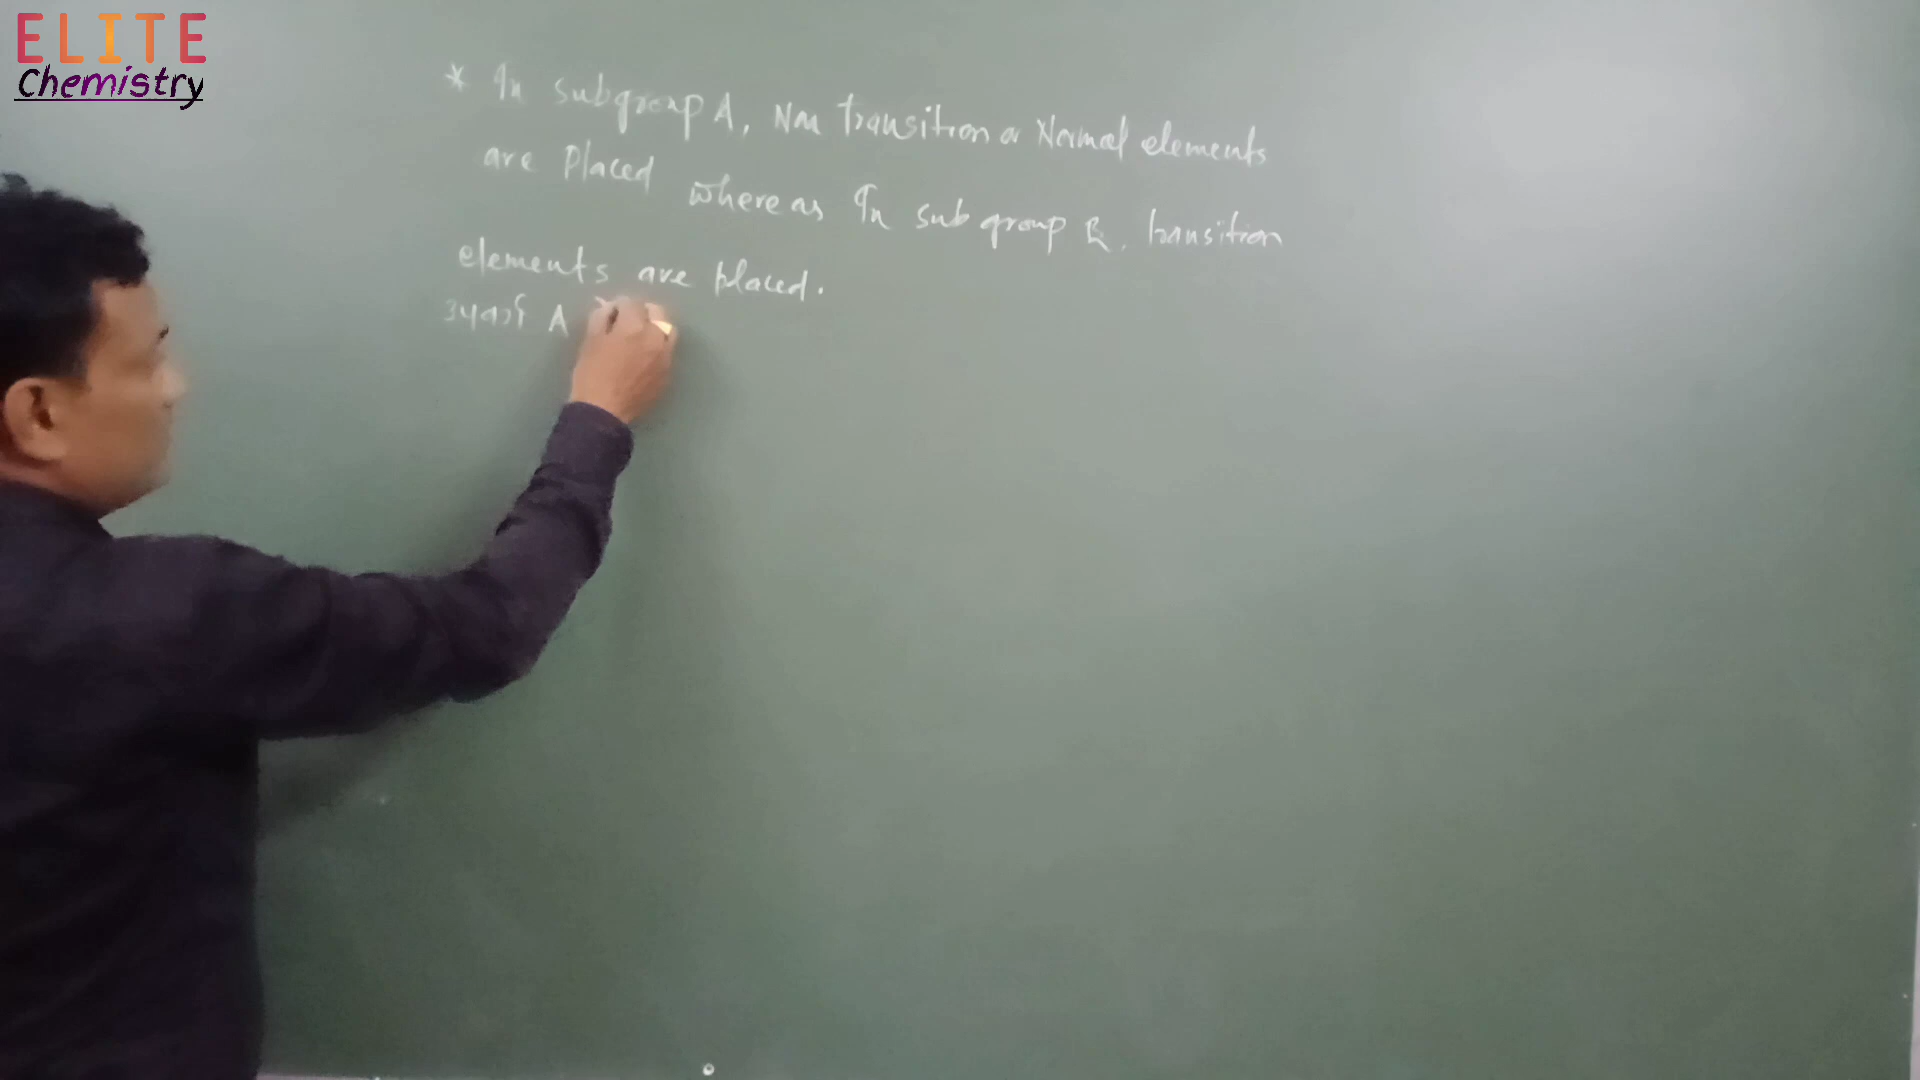 ELITE
Chemistry
* In subgroup A, Non transition or Normal elements
are Placed whereas In sub group B, transition
elements are placed.
उपवर्ग A